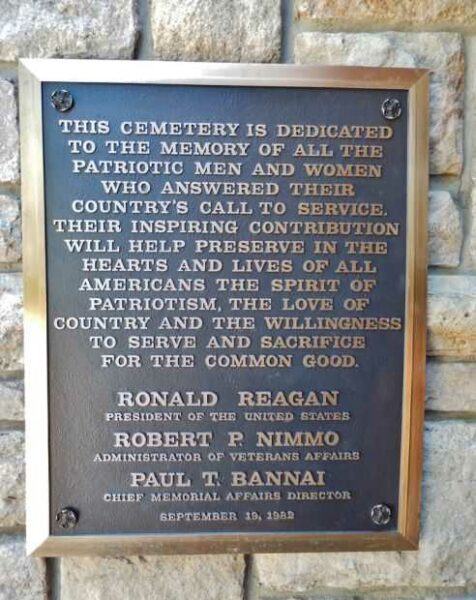 THIS CEMETERY IS DEDICATED
TO THE MEMORY OF ALL THE
PATRIOTIC MEN AND WOMEN
WHO ANSWERED THEIR
COUNTRY'S CALL TO SERVICE.
THEIR INSPIRING CONTRIBUTION
WILL HELP PRESERVE IN THE
HEARTS AND LIVES OF ALL
AMERICANS THE SPIRIT OF
PATRIOTISM, THE LOVE OF
COUNTRY AND THE WILLINGNESS
TO SERVE AND SACRIFICE
FOR THE COMMON GOOD.
RONALD REAGAN
PRESIDENT OF THE UNITED STATES
ROBERT P. NIMMO
ADMINISTRATOR OF VETERANS AFFAIRS
PAUL T. BANNAI
CHIEF MEMORIAL AFFAIRS DIRECTOR
SEPTEMBER 19, 1982